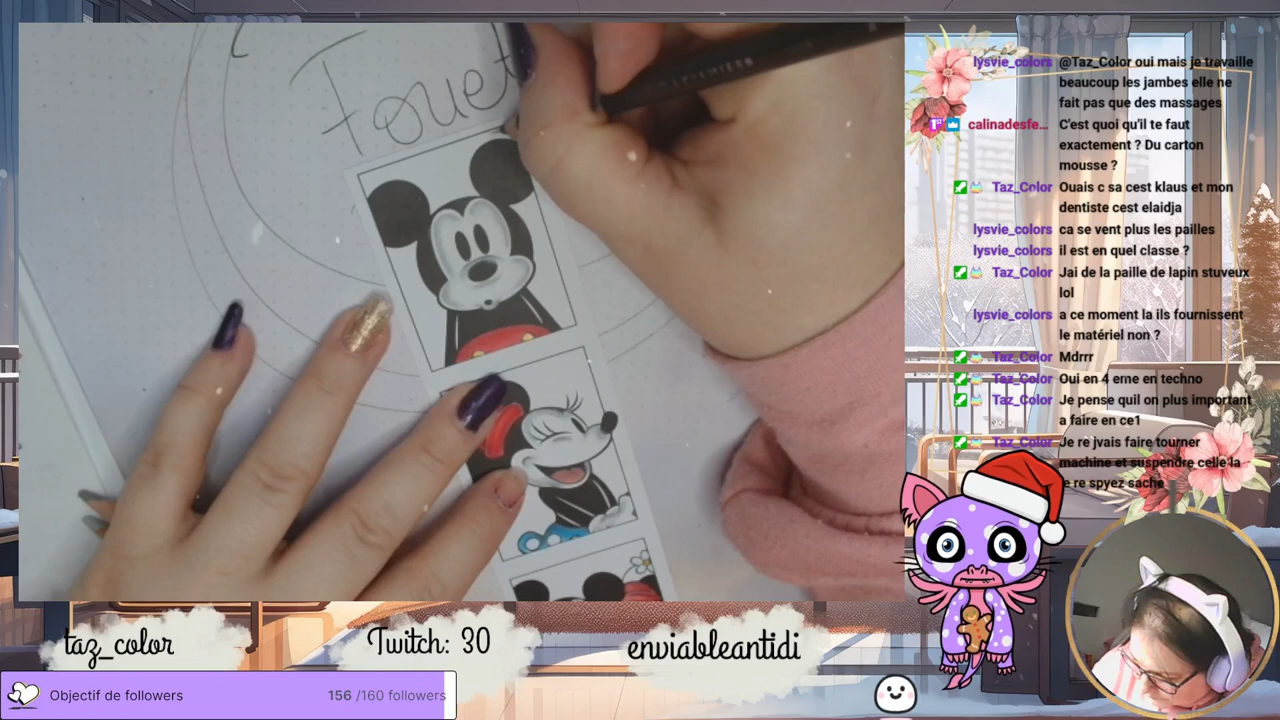 Fouet
lysvie_colors @Taz_Color oui mais je travaille
beaucoup les jambes elle ne
fait pas que des massages
calinadesfe... C'est quoi qu'il te faut
exactement ? Du carton
mousse ?
Taz_Color Ouais c sa cest klaus et mon
dentiste cest elaidja
lysvie_colors ca se vent plus les pailles
lysvie_colors il est en quel classe ?
Taz_Color Jai de la paille de lapin stuveux
lol
lysvie_colors a ce moment la ils fournissent
le matériel non ?
Taz_Color Mdrrr
Taz_Color Oui en 4 eme en techno
Taz_Color Je pense quil on plus important
a faire en ce1
Taz_Color Je re jvais faire tourner
machine et suspendre celle la
e re spyez sache
taz_color
Twitch: 30
enviableantidi
Objectif de followers
156 /160 followers